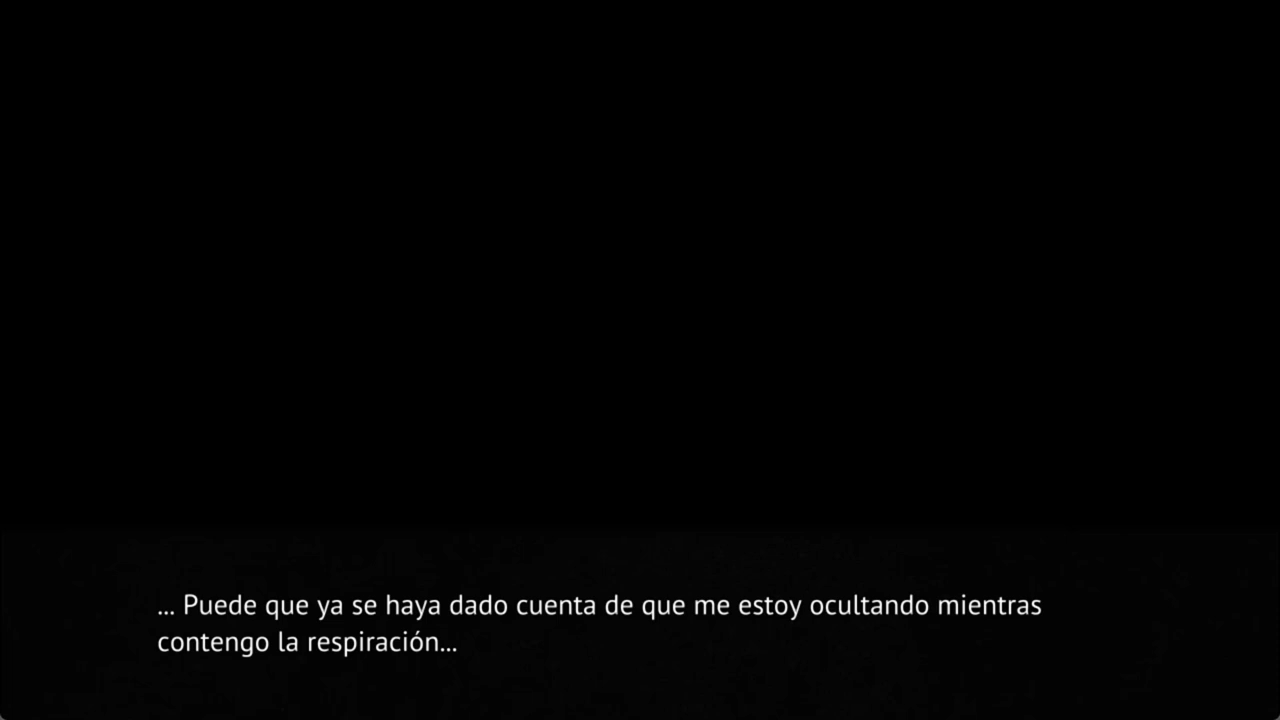 ... Puede que ya se haya dado cuenta de que me estoy ocultando mientras
contengo la respiración...